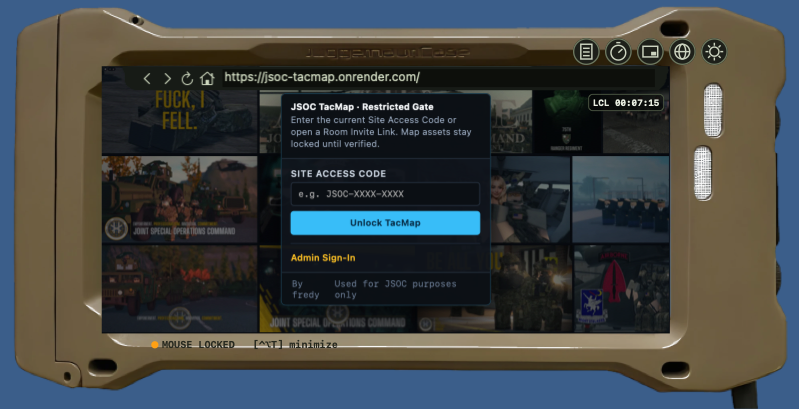 https://jsoc-tacmap.onrender.com/
LCL 00:07:15
FUCK, I
FELL.
JSOC TacMap · Restricted Gate
Enter the current Site Access Code or
open a Room Invite Link. Map assets stay
locked until verified.
SITE ACCESS CODE
e.g. JSOC-XXXX-XXXX
Unlock TacMap
Admin Sign-In
By fredy
Used for JSOC purposes
only
JOINT SPECIAL OPERATIONS COMMAND
JOINT SPECIAL OPERATIONS COMMAND
MOUSE LOCKED [^⌥T] minimize